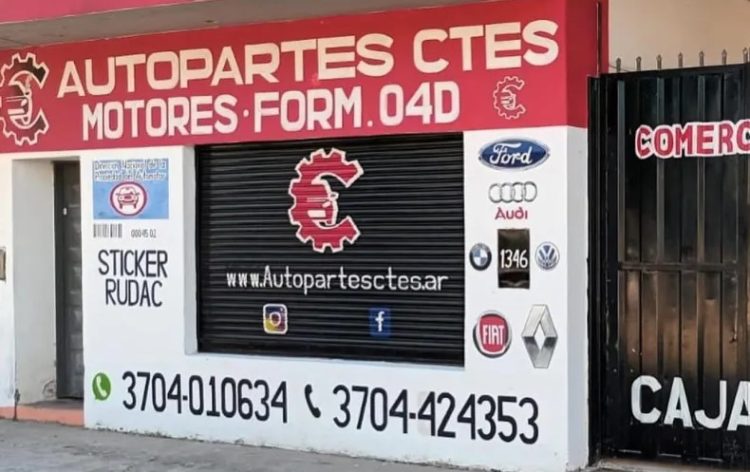 AUTOPARTES CTES
MOTORES·FORM.04D
STICKER
RUDAC
www.Autopartesctes.ar
Ford
Audi
1346
FIAT
3704-010634
3704-424353
COMERC
CAJA